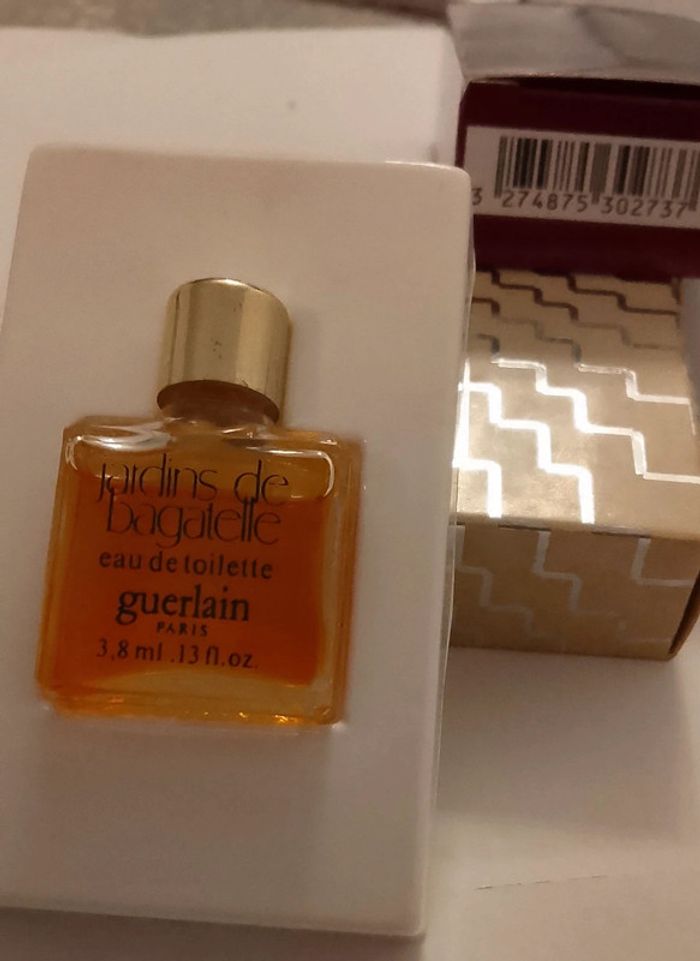 jardins de
bagatelle
eau de toilette
guerlain
PARIS
3,8 ml .13 fl.oz.
3 274875 302737